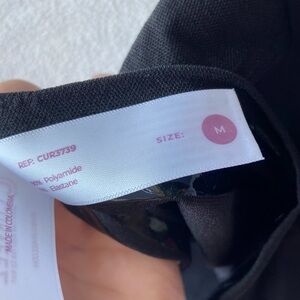 REF: CUR3739
SIZE: M
Polyamide
Elastane
MADE IN COLOMBIA